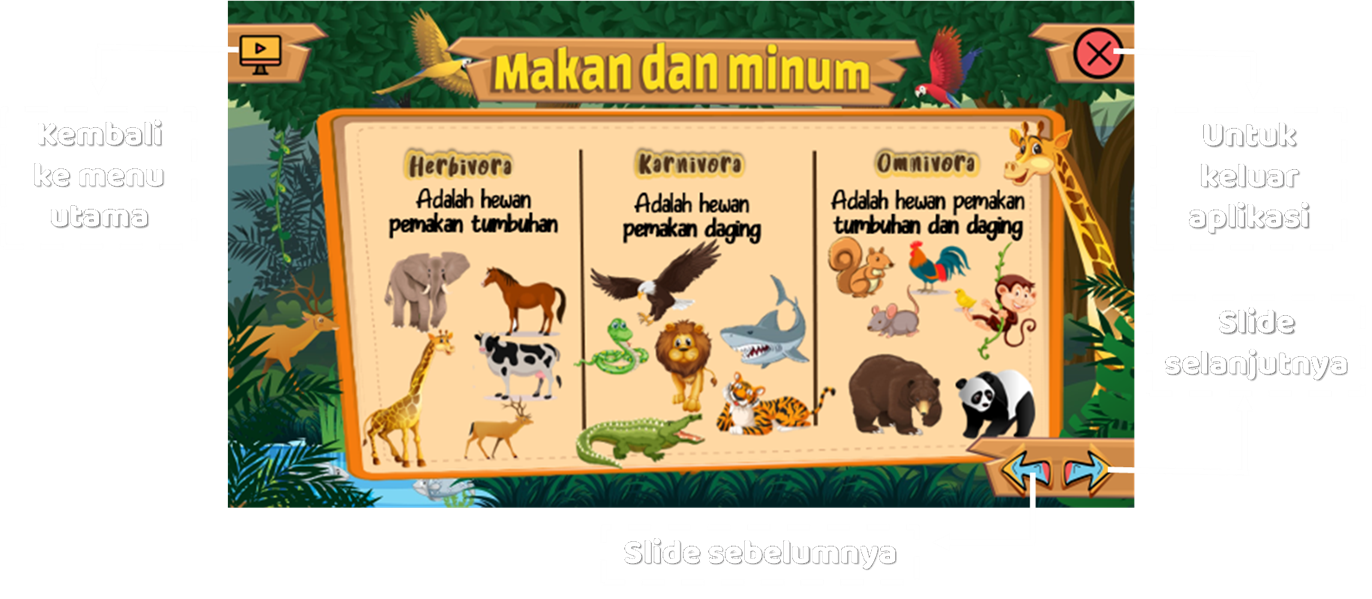 Makan dan minum
Kembali
ke menu
utama
Herbivora
Adalah hewan
pemakan tumbuhan
Karnivora
Adalah hewan
pemakan daging
Omnivora
Adalah hewan pemakan
tumbuhan dan daging
Untuk
keluar
aplikasi
Slide
selanjutnya
Slide sebelumnya